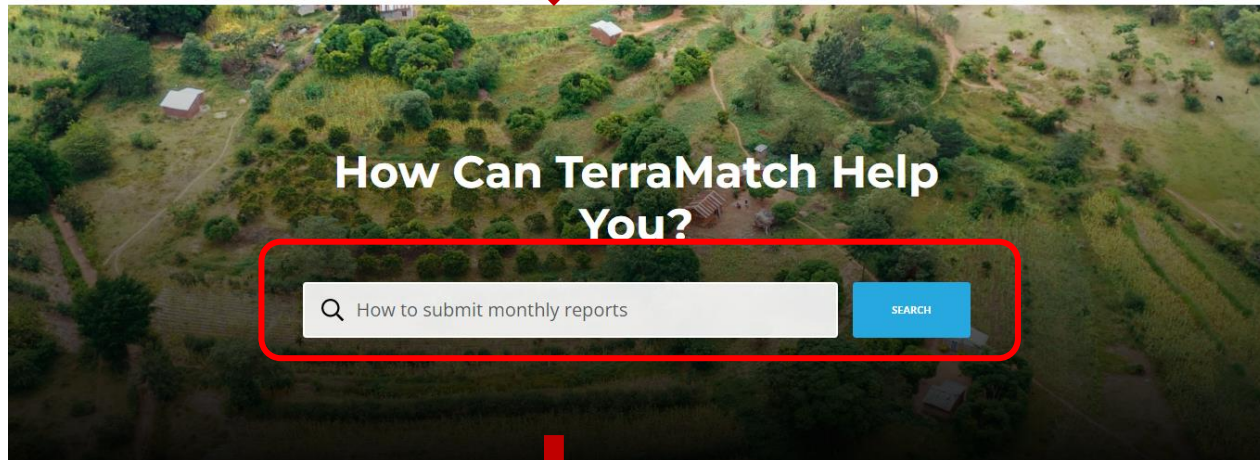 How Can TerraMatch Help
You?
How to submit monthly reports
SEARCH